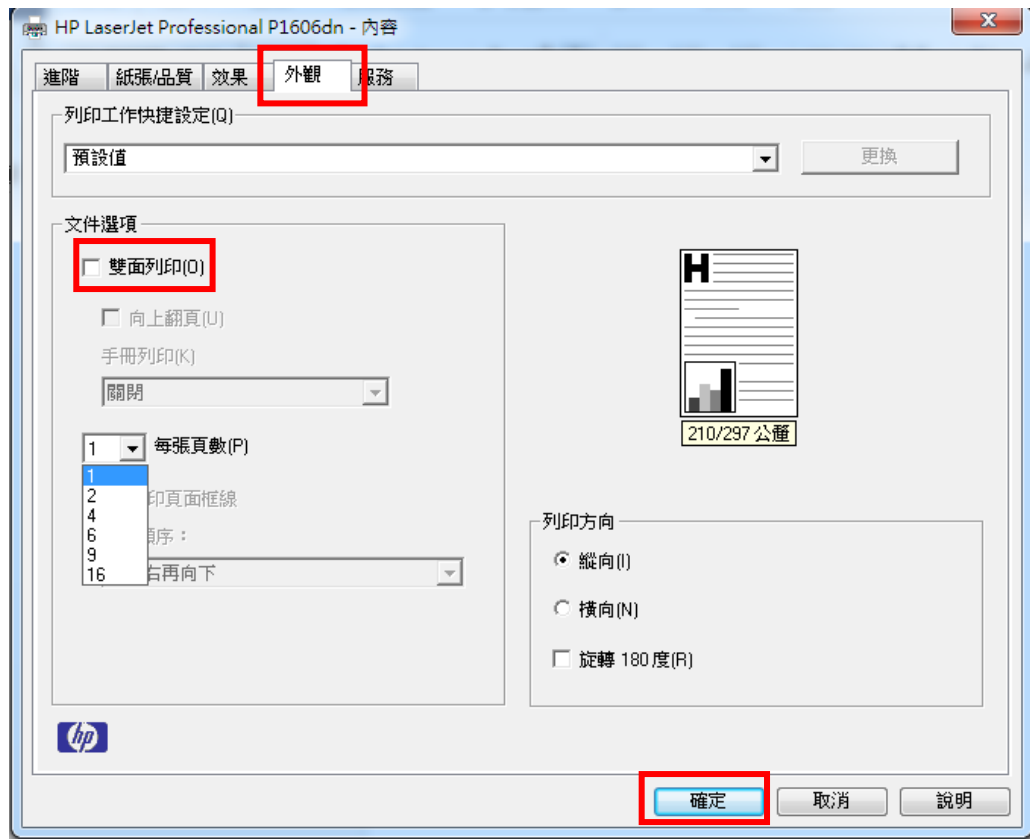 HP LaserJet Professional P1606dn - 內容
進階 紙張/品質 效果 外觀 服務
列印工作快捷設定(Q)
預設值 更換
文件選項
雙面列印(O)
向上翻頁(U)
手冊列印(K)
關閉
1 每張頁數(P)
1
2 印頁面框線
4
6 順序：
9
16 右再向下
H
210/297 公釐
列印方向
縱向(I)
橫向(N)
旋轉 180 度(R)
hp
確定 取消 說明